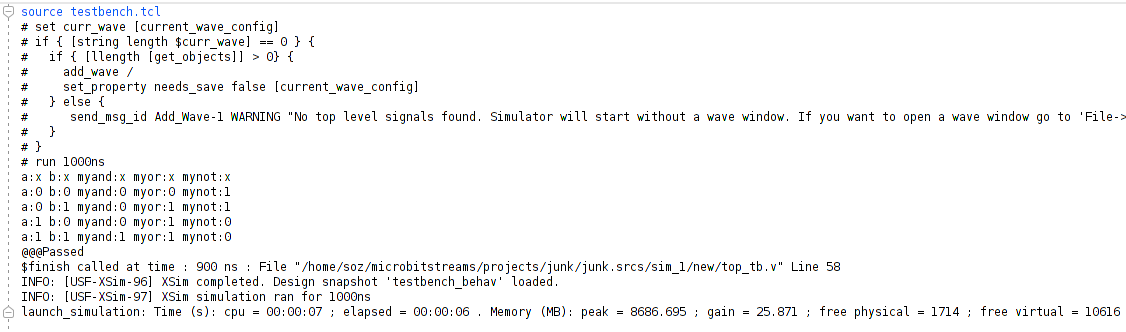 source testbench.tcl
# set curr_wave [current_wave_config]
# if { [string length $curr_wave] == 0 } {
#   if { [llength [get_objects]] > 0} {
#     add_wave /
#     set_property needs_save false [current_wave_config]
#   } else {
#      send_msg_id Add_Wave-1 WARNING "No top level signals found. Simulator will start without a wave window. If you want to open a wave window go to 'File->
#   }
# }
# run 1000ns
a:x b:x myand:x myor:x mynot:x
a:0 b:0 myand:0 myor:0 mynot:1
a:0 b:1 myand:0 myor:1 mynot:1
a:1 b:0 myand:0 myor:1 mynot:0
a:1 b:1 myand:1 myor:1 mynot:0
@@@Passed
$finish called at time : 900 ns : File "/home/soz/microbitstreams/projects/junk/junk.srcs/sim_1/new/top_tb.v" Line 58
INFO: [USF-XSim-96] XSim completed. Design snapshot 'testbench_behav' loaded.
INFO: [USF-XSim-97] XSim simulation ran for 1000ns
launch_simulation: Time (s): cpu = 00:00:07 ; elapsed = 00:00:06 . Memory (MB): peak = 8686.695 ; gain = 25.871 ; free physical = 1714 ; free virtual = 10616